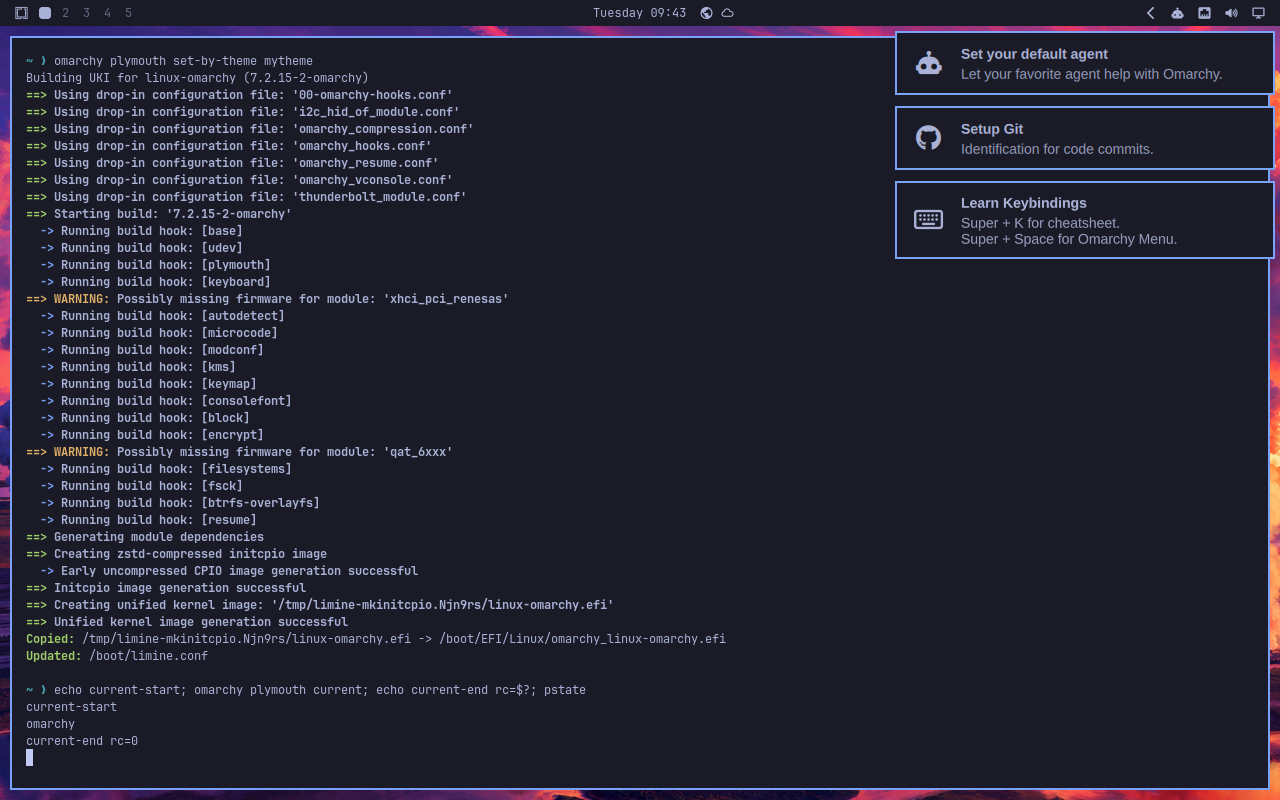 2 3 4 5
Tuesday 09:43
~ ❯ omarchy plymouth set-by-theme mytheme
Building UKI for linux-omarchy (7.2.15-2-omarchy)
==> Using drop-in configuration file: '00-omarchy-hooks.conf'
==> Using drop-in configuration file: 'i2c_hid_of_module.conf'
==> Using drop-in configuration file: 'omarchy_compression.conf'
==> Using drop-in configuration file: 'omarchy_hooks.conf'
==> Using drop-in configuration file: 'omarchy_resume.conf'
==> Using drop-in configuration file: 'omarchy_vconsole.conf'
==> Using drop-in configuration file: 'thunderbolt_module.conf'
==> Starting build: '7.2.15-2-omarchy'
-> Running build hook: [base]
-> Running build hook: [udev]
-> Running build hook: [plymouth]
-> Running build hook: [keyboard]
==> WARNING: Possibly missing firmware for module: 'xhci_pci_renesas'
-> Running build hook: [autodetect]
-> Running build hook: [microcode]
-> Running build hook: [modconf]
-> Running build hook: [kms]
-> Running build hook: [keymap]
-> Running build hook: [consolefont]
-> Running build hook: [block]
-> Running build hook: [encrypt]
==> WARNING: Possibly missing firmware for module: 'qat_6xxx'
-> Running build hook: [filesystems]
-> Running build hook: [fsck]
-> Running build hook: [btrfs-overlayfs]
-> Running build hook: [resume]
==> Generating module dependencies
==> Creating zstd-compressed initcpio image
-> Early uncompressed CPIO image generation successful
==> Initcpio image generation successful
==> Creating unified kernel image: '/tmp/limine-mkinitcpio.Njn9rs/linux-omarchy.efi'
==> Unified kernel image generation successful
Copied: /tmp/limine-mkinitcpio.Njn9rs/linux-omarchy.efi -> /boot/EFI/Linux/omarchy_linux-omarchy.efi
Updated: /boot/limine.conf
~ ❯ echo current-start; omarchy plymouth current; echo current-end rc=$?; pstate
current-start
omarchy
current-end rc=0
Set your default agent
Let your favorite agent help with Omarchy.
Setup Git
Identification for code commits.
Learn Keybindings
Super + K for cheatsheet.
Super + Space for Omarchy Menu.